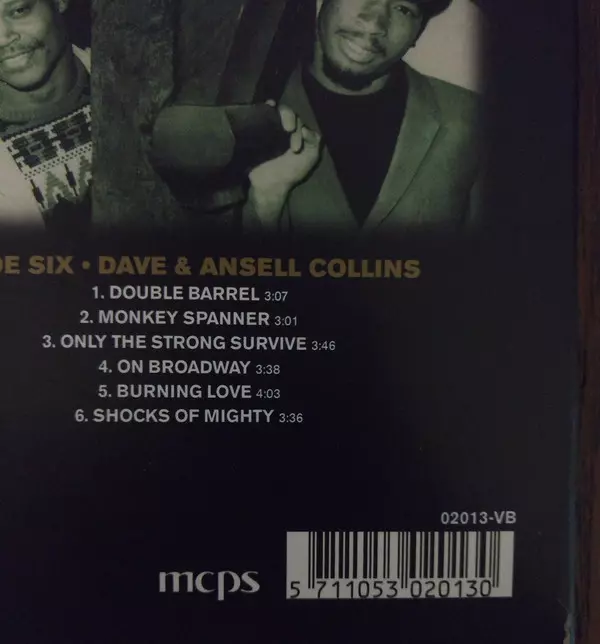 SIX • DAVE & ANSELL COLLINS
1. DOUBLE BARREL 3:07
2. MONKEY SPANNER 3:01
3. ONLY THE STRONG SURVIVE 3:46
4. ON BROADWAY 3:38
5. BURNING LOVE 4:03
6. SHOCKS OF MIGHTY 3:36
02013-VB
mcps
5 711053 020130